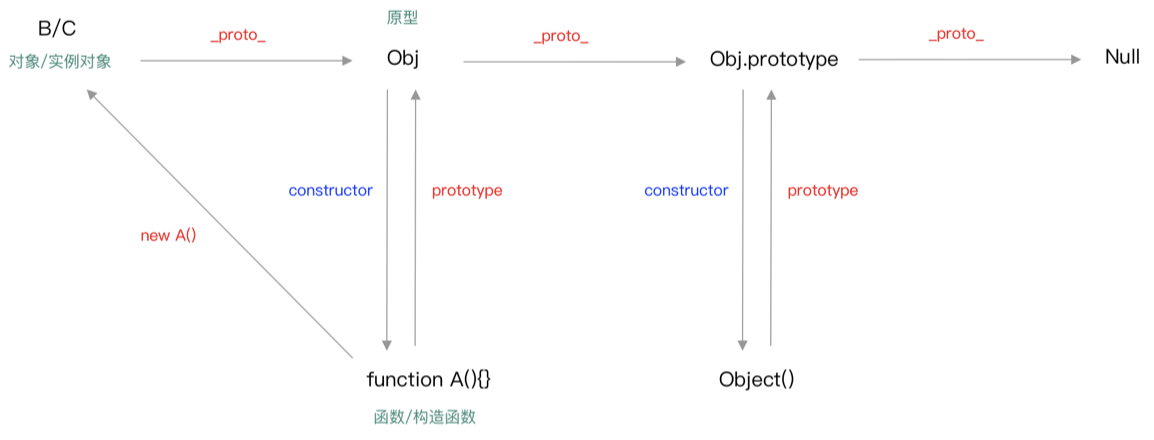 原型
B/C
_proto_
_proto_
_proto_
对象/实例对象
Obj
Obj.prototype
Null
constructor
prototype
constructor
prototype
new A()
function A(){}
Object()
函数/构造函数